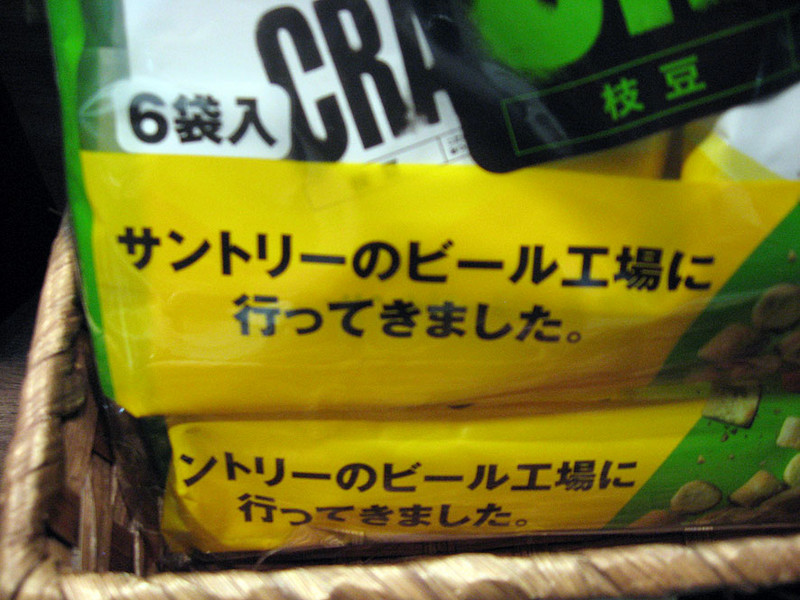 CRA
枝豆
6袋入
サントリーのビール工場に
行ってきました。
ントリーのビール工場に
行ってきました。